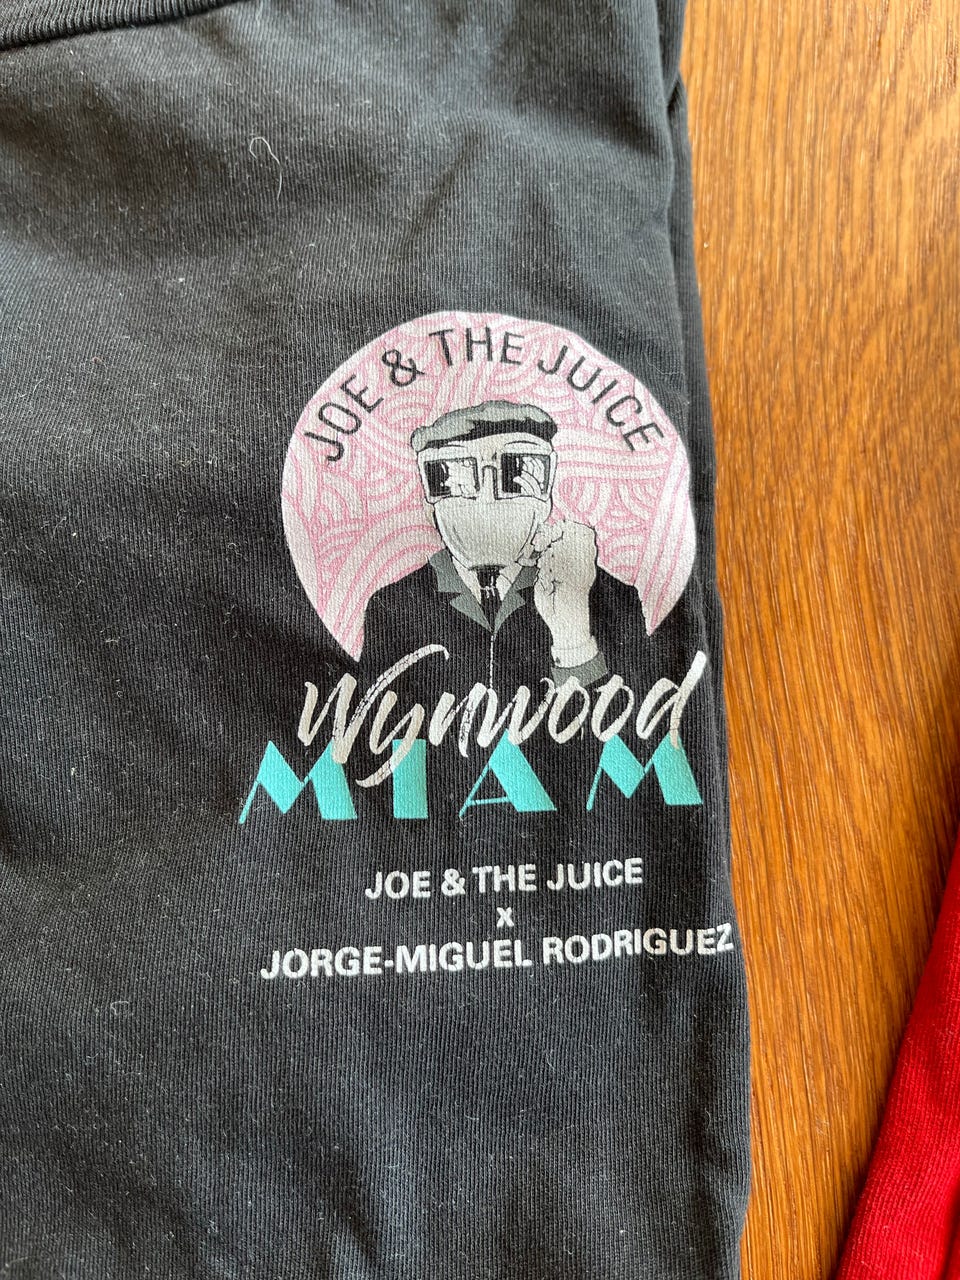 JOE & THE JUICE
Wynwood
MIAM
JOE & THE JUICE
x
JORGE-MIGUEL RODRIGUEZ